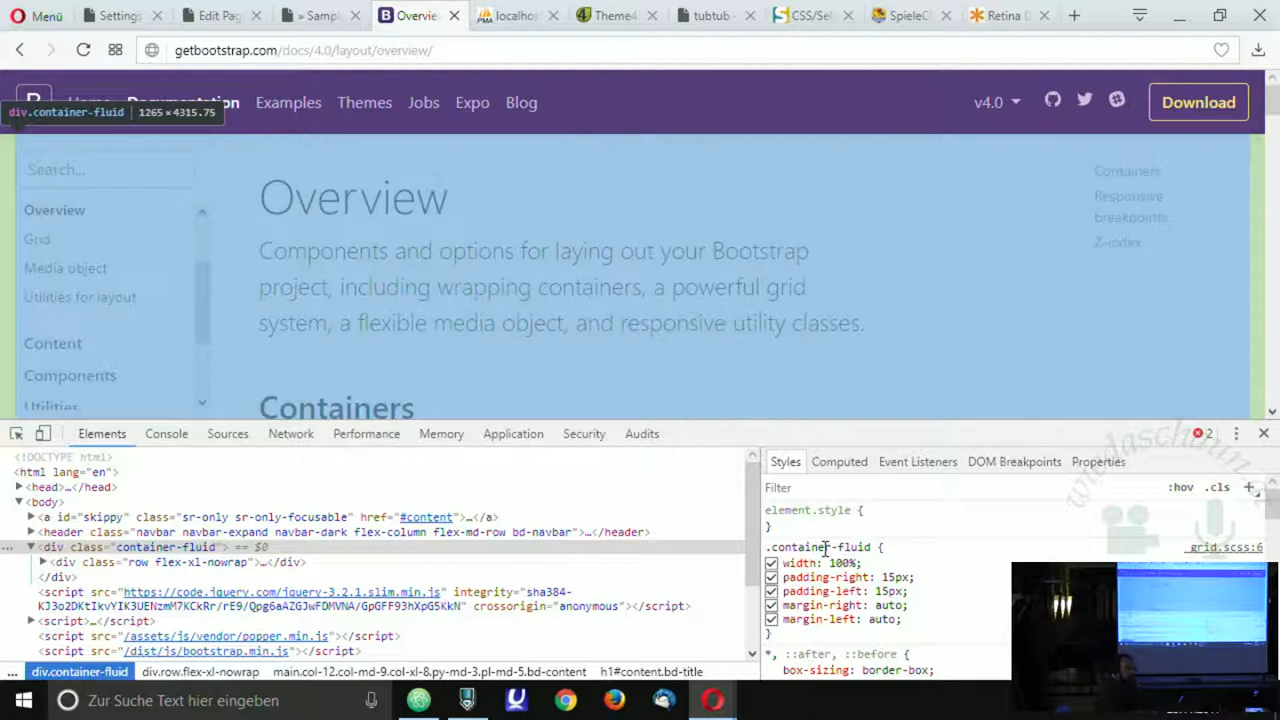 Menü
Settings
Edit Pag
» Sampl
Overvie
localhos
Theme4
tubtub -
CSS/Sel
SpieleC
Retina D
getbootstrap.com/docs/4.0/layout/overview/
Documentation
Examples
Themes
Jobs
Expo
Blog
v4.0
Download
div.container-fluid | 1265×4315.75
Search...
Overview
Grid
Media object
Utilities for layout
Content
Components
Utilities
Overview
Components and options for laying out your Bootstrap
project, including wrapping containers, a powerful grid
system, a flexible media object, and responsive utility classes.
Containers
Containers
Responsive
breakpoints
Z-index
Elements
Console
Sources
Network
Performance
Memory
Application
Security
Audits
2
<!DOCTYPE html>
<html lang="en">
<head>…</head>
<body>
<a id="skippy" class="sr-only sr-only-focusable" href="#content">…</a>
<header class="navbar navbar-expand navbar-dark flex-column flex-md-row bd-navbar">…</header>
<div class="container-fluid"> == $0
<div class="row flex-xl-nowrap">…</div>
</div>
<script src="https://code.jquery.com/jquery-3.2.1.slim.min.js" integrity="sha384-
KJ3o2DKtIkvYIK3UENzmM7KCkRr/rE9/Qpg6aAZGJwFDMVNA/GpGFF93hXpG5KkN" crossorigin="anonymous"></script>
<script>…</script>
<script src="/assets/js/vendor/popper.min.js"></script>
<script src="/dist/js/bootstrap.min.js"></script>
... div.container-fluid
div.row.flex-xl-nowrap
main.col-12.col-md-9.col-xl-8.py-md-3.pl-md-5.bd-content
h1#content.bd-title
Styles
Computed
Event Listeners
DOM Breakpoints
Properties
Filter
:hov
.cls
element.style {
}
.container-fluid {
_grid.scss:6
width: 100%;
padding-right: 15px;
padding-left: 15px;
margin-right: auto;
margin-left: auto;
}
*, ::after, ::before {
box-sizing: border-box;
Zur Suche Text hier eingeben